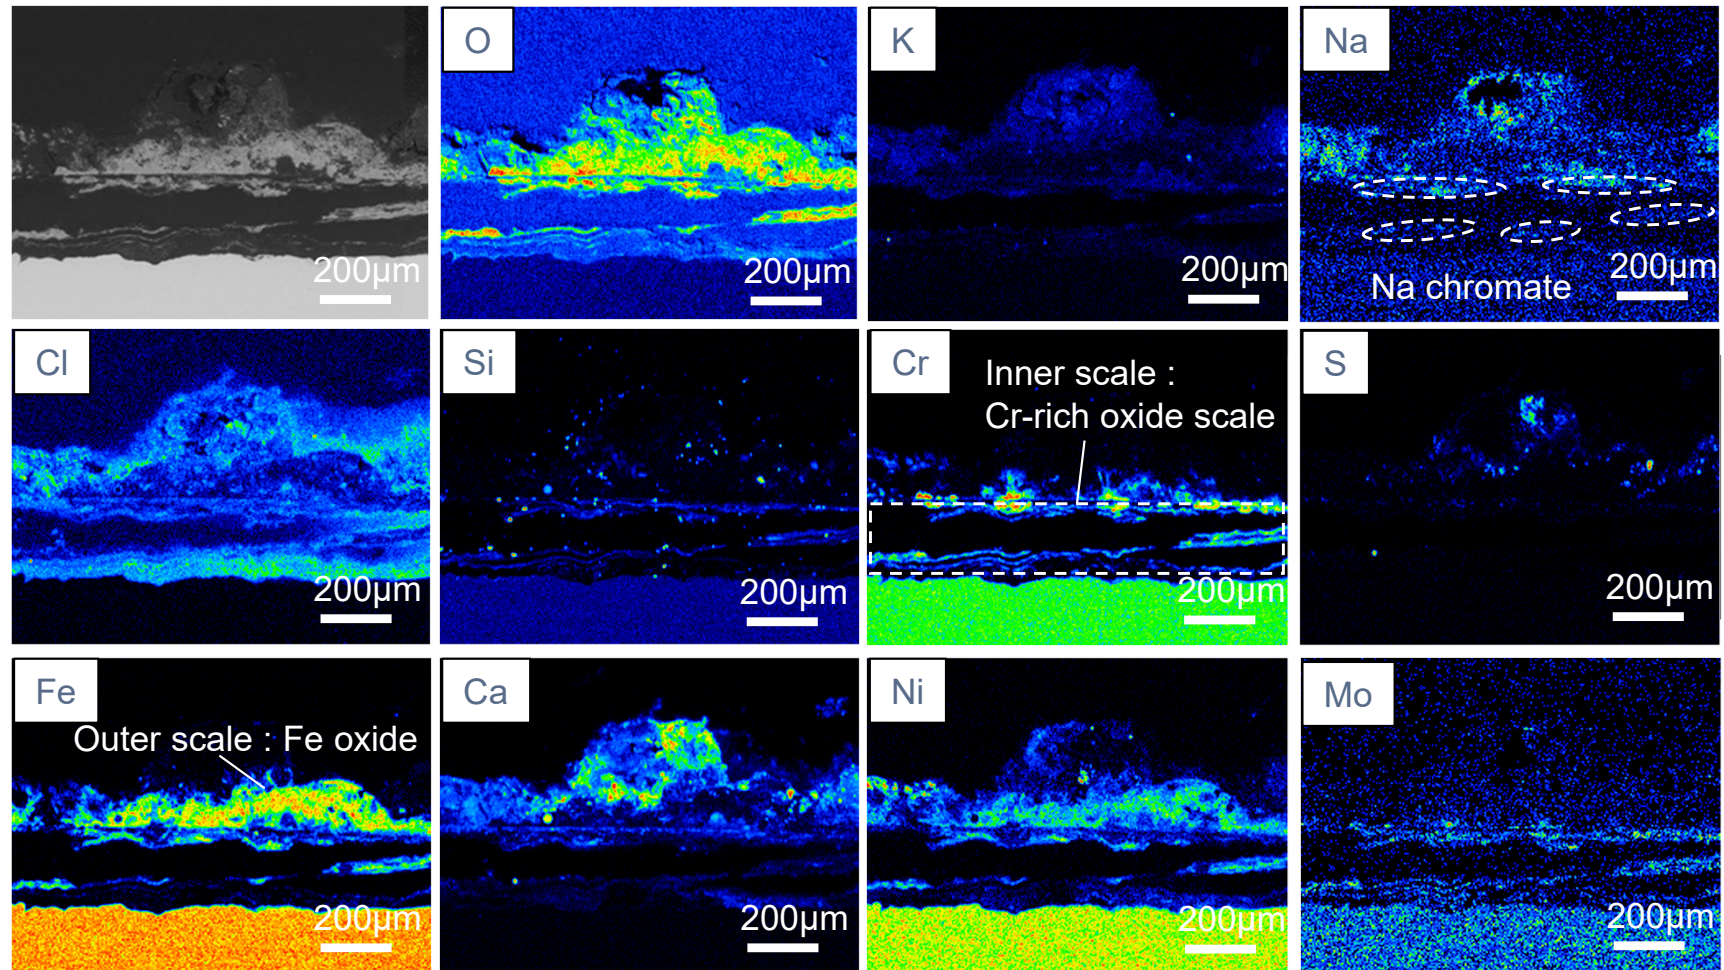 O
K
Na
200µm
200µm
200µm
Na chromate
200µm
Cl
Si
Cr
Inner scale :
Cr-rich oxide scale
S
200µm
200µm
200µm
200µm
Fe
Outer scale : Fe oxide
Ca
Ni
Mo
200µm
200µm
200µm
200µm